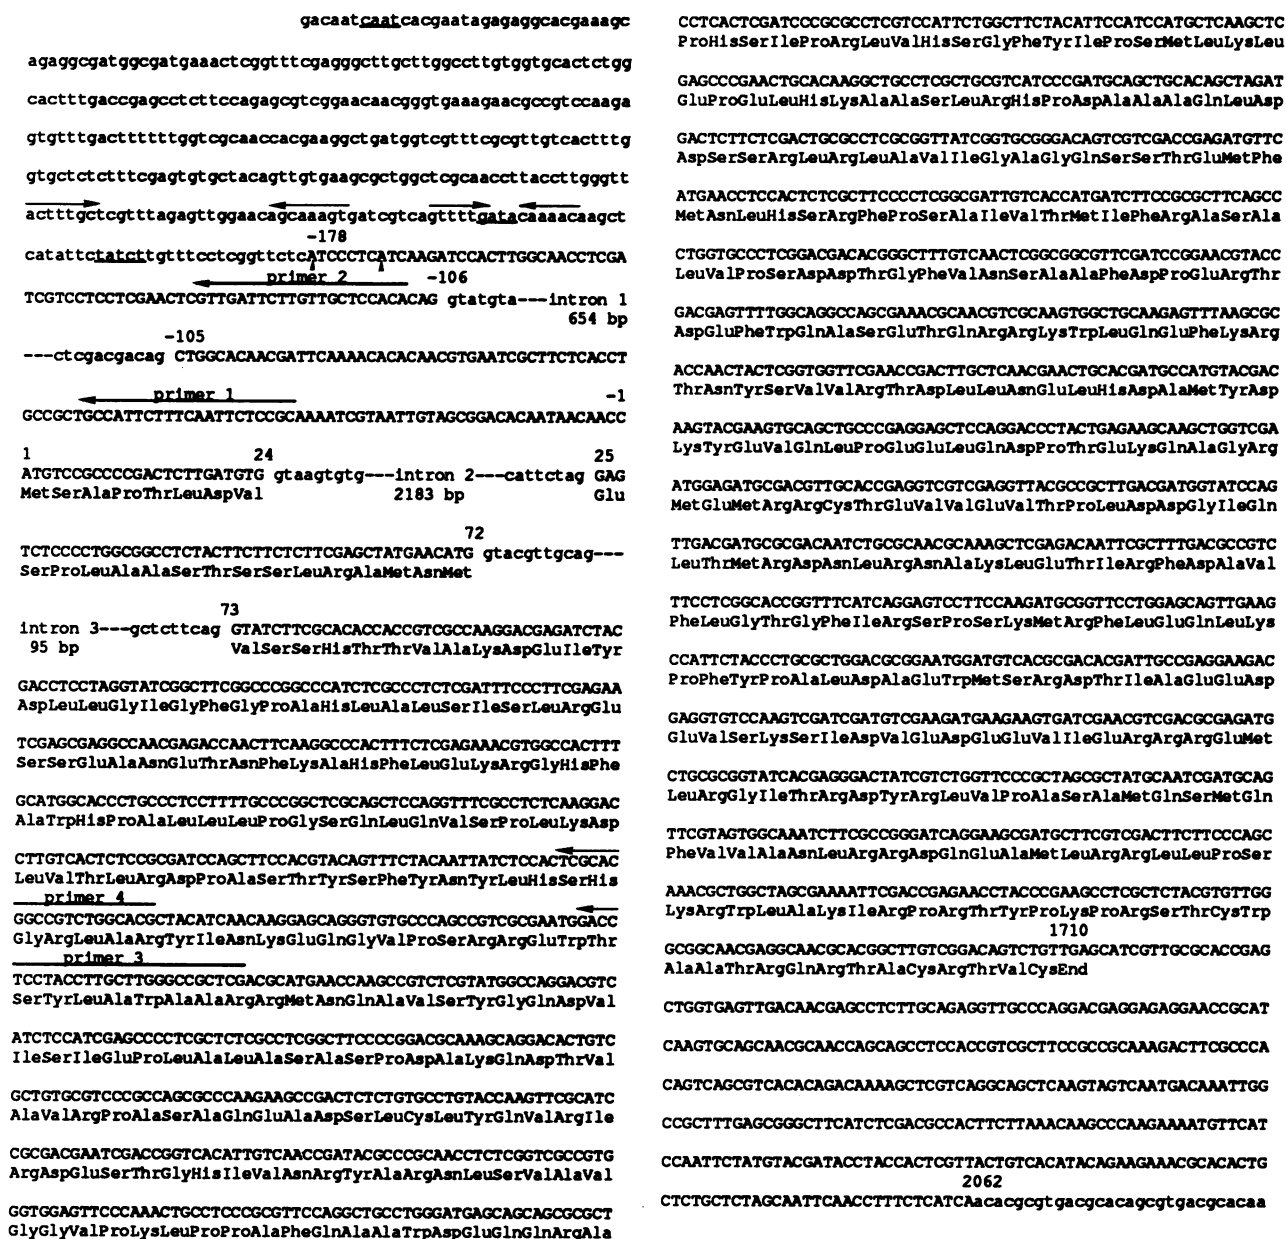 gacaatcaatcacgaatagagaggcacgaaagc
agaggcgatggcgatgaaactcggtttcgagggcttgcttggccttgtggtgcactctgg
cactttgaccgagcctcttccagagcgtcggaacaacgggtgaaagaacgccgtccaaga
gtgtttgactttttttggtcgcaaccacgaaggctgatggtcgtttcgcgttgtcactttg
gtgctctctttcgagtgtgctacagttgtgaagcgctggctcgcaaccttaccttgggtt
actttgctcgtttagagttggaacagcaaagtgatcgtcagttttgatacaaaacaagct
-178
catattctatcttgtttcctcggttctcATCCCTCATCAAGATCCACTTGGCAACCTCGA
primer 2 -106
TCGTCCTCCTCGAACTCGTTGATTCTTGTTGCTCCACACAG gtatgta---intron 1
654 bp
-105
---ctcgacgacag CTGGCACAACGATTCAAAACACACAACGTGAATCGCTTCTCACCT
primer 1 -1
GCCGCTGCCATTCTTTCAATTCTCCGCAAAATCGTAATTGTAGCGGACACAATAACAACC
1 24 25
ATGTCCGCCCCGACTCTTGATGTG gtaagtgtg---intron 2---cattctag GAG
MetSerAlaProThrLeuAspVal 2183 bp Glu
72
TCTCCCCTGGCGGCCTCTACTTCTTCTCTTCGAGCTATGAACATG gtacgttgcag---
SerProLeuAlaAlaSerThrSerSerLeuArgAlaMetAsnMet
73
intron 3---gctcttcag GTATCTTCGCACACCACCGTCGCCAAGGACGAGATCTAC
95 bp ValSerSerHisThrThrValAlaLysAspGluIleTyr
GACCTCCTAGGTATCGGCTTCGGCCCGGCCCATCTCGCCCTCTCGATTTCCCTTCGAGAA
AspLeuLeuGlyIleGlyPheGlyProAlaHisLeuAlaLeuSerIleSerLeuArgGlu
TCGAGCGAGGCCAACGAGACCAACTTCAAGGCCCACTTTCTCGAGAAACGTGGCCACTTT
SerSerGluAlaAsnGluThrAsnPheLysAlaHisPheLeuGluLysArgGlyHisPhe
GCATGGCACCCTGCCCTCCTTTTGCCCGGCTCGCAGCTCCAGGTTTCGCCTCTCAAGGAC
AlaTrpHisProAlaLeuLeuLeuProGlySerGlnLeuGlnValSerProLeuLysAsp
CTTGTCACTCTCCGCGATCCAGCTTCCACGTACAGTTTCTACAATTATCTCCACTCGCAC
LeuValThrLeuArgAspProAlaSerThrTyrSerPheTyrAsnTyrLeuHisSerHis
primer 4
GGCCGTCTGGCACGCTACATCAACAAGGAGCAGGGTGTGCCCAGCCGTCGCGAATGGACC
GlyArgLeuAlaArgTyrIleAsnLysGluGlnGlyValProSerArgArgGluTrpThr
primer 3
TCCTACCTTGCTTGGGCCGCTCGACGCATGAACCAAGCCGTCTCGTATGGCCAGGACGTC
SerTyrLeuAlaTrpAlaAlaArgArgMetAsnGlnAlaValSerTyrGlyGlnAspVal
ATCTCCATCGAGCCCCTCGCTCTCGCCTCGGCTTCCCCGGACGCAAAGCAGGACACTGTC
IleSerIleGluProLeuAlaLeuAlaSerAlaSerProAspAlaLysGlnAspThrVal
GCTGTGCGTCCCGCCAGCGCCCAAGAAGCCGACTCTCTGTGCCTGTACCAAGTTCGCATC
AlaValArgProAlaSerAlaGlnGluAlaAspSerLeuCysLeuTyrGlnValArgIle
CGCGACGAATCGACCGGTCACATTGTCAACCGATACGCCCGCAACCTCTCGGTCGCCGTG
ArgAspGluSerThrGlyHisIleValAsnArgTyrAlaArgAsnLeuSerValAlaVal
GGTGGAGTTCCCAAACTGCCTCCCGCGTTCCAGGCTGCCTGGGATGAGCAGCAGCGCGCT
GlyGlyValProLysLeuProProAlaPheGlnAlaAlaTrpAspGluGlnGlnArgAla
CCTCACTCGATCCCGCGCCTCGTCCATTCTGGCTTCTACATTCCATCCATGCTCAAGCTC
ProHisSerIleProArgLeuValHisSerGlyPheTyrIleProSerMetLeuLysLeu
GAGCCCGAACTGCACAAGGCTGCCTCGCTGCGTCATCCCGATGCAGCTGCACAGCTAGAT
GluProGluLeuHisLysAlaAlaSerLeuArgHisProAspAlaAlaAlaGlnLeuAsp
GACTCTTCTCGACTGCGCCTCGCGGTTATCGGTGCGGGACAGTCGTCGACCGAGATGTTC
AspSerSerArgLeuArgLeuAlaValIleGlyAlaGlyGlnSerSerThrGluMetPhe
ATGAACCTCCACTCTCGCTTCCCCTCGGCGATTGTCACCATGATCTTCCGCGCTTCAGCC
MetAsnLeuHisSerArgPheProSerAlaIleValThrMetIlePheArgAlaSerAla
CTGGTGCCCTCGGACGACACGGGCTTTGTCAACTCGGCGGCGTTCGATCCGGAACGTACC
LeuValProSerAspAspThrGlyPheValAsnSerAlaAlaPheAspProGluArgThr
GACGAGTTTTGGCAGGCCAGCGAAACGCAACGTCGCAAGTGGCTGCAAGAGTTTAAGCGC
AspGluPheTrpGlnAlaSerGluThrGlnArgArgLysTrpLeuGlnGluPheLysArg
ACCAACTACTCGGTGGTTCGAACCGACTTGCTCAACGAACTGCACGATGCCATGTACGAC
ThrAsnTyrSerValValArgThrAspLeuLeuAsnGluLeuHisAspAlaMetTyrAsp
AAGTACGAAGTGCAGCTGCCCGAGGAGCTCCAGGACCCTACTGAGAAGCAAGCTGGTCGA
LysTyrGluValGlnLeuProGluGluLeuGlnAspProThrGluLysGlnAlaGlyArg
ATGGAGATGCGACGTTGCACCGAGGTCGTCGAGGTTACGCCGCTTGACGATGGTATCCAG
MetGluMetArgArgCysThrGluValValGluValThrProLeuAspAspGlyIleGln
TTGACGATGCGCGACAATCTGCGCAACGCAAAGCTCGAGACAATTCGCTTTGACGCCGTC
LeuThrMetArgAspAsnLeuArgAsnAlaLysLeuGluThrIleArgPheAspAlaVal
TTCCTCGGCACCGGTTTCATCAGGAGTCCTTCCAAGATGCGGTTCCTGGAGCAGTTGAAG
PheLeuGlyThrGlyPheIleArgSerProSerLysMetArgPheLeuGluGlnLeuLys
CCATTCTACCCTGCGCTGGACGCGGAATGGATGTCACGCGACACGATTGCCGAGGAAGAC
ProPheTyrProAlaLeuAspAlaGluTrpMetSerArgAspThrIleAlaGluGluAsp
GAGGTGTCCAAGTCGATCGATGTCGAAGATGAAGAAGTGATCGAACGTCGACGCGAGATG
GluValSerLysSerIleAspValGluAspGluGluValIleGluArgArgArgGluMet
CTGCGCGGTATCACGAGGGACTATCGTCTGGTTCCCGCTAGCGCTATGCAATCGATGCAG
LeuArgGlyIleThrArgAspTyrArgLeuValProAlaSerAlaMetGlnSerMetGln
TTCGTAGTGGCAAATCTTCGCCGGGATCAGGAAGCGATGCTTCGTCGACTTCTTCCCAGC
PheValValAlaAsnLeuArgArgAspGlnGluAlaMetLeuArgArgLeuLeuProSer
AAACGCTGGCTAGCGAAAATTCGACCGAGAACCTACCCGAAGCCTCGCTCTACGTGTTGG
LysArgTrpLeuAlaLysIleArgProArgThrTyrProLysProArgSerThrCysTrp
1710
GCGGCAACGAGGCAACGCACGGCTTGTCGGACAGTCTGTTGAGCATCGTTGCGCACCGAG
AlaAlaThrArgGlnArgThrAlaCysArgThrValCysEnd
CTGGTGAGTTGACAACGAGCCTCTTGCAGAGGTTGCCCAGGACGAGGAGAGGAACCGCAT
CAAGTGCAGCAACGCAACCAGCAGCCTCCACCGTCGCTTCCGCCGCAAAGACTTCGCCCA
CAGTCAGCGTCACACAGACAAAAGCTCGTCAGGCAGCTCAAGTAGTCAATGACAAATTGG
CCGCTTTGAGCGGGCTTCATCTCGACGCCACTTCTTAAACAAGCCCAAGAAAATGTTCAT
CCAATTCTATGTACGATACCTACCACTCGTTACTGTCACATACAGAAGAAACGCACACTG
2062
CTCTGCTCTAGCAATTCAACCTTTCTCATCAacacgcgtgacgcacagcgtgacgcacaa